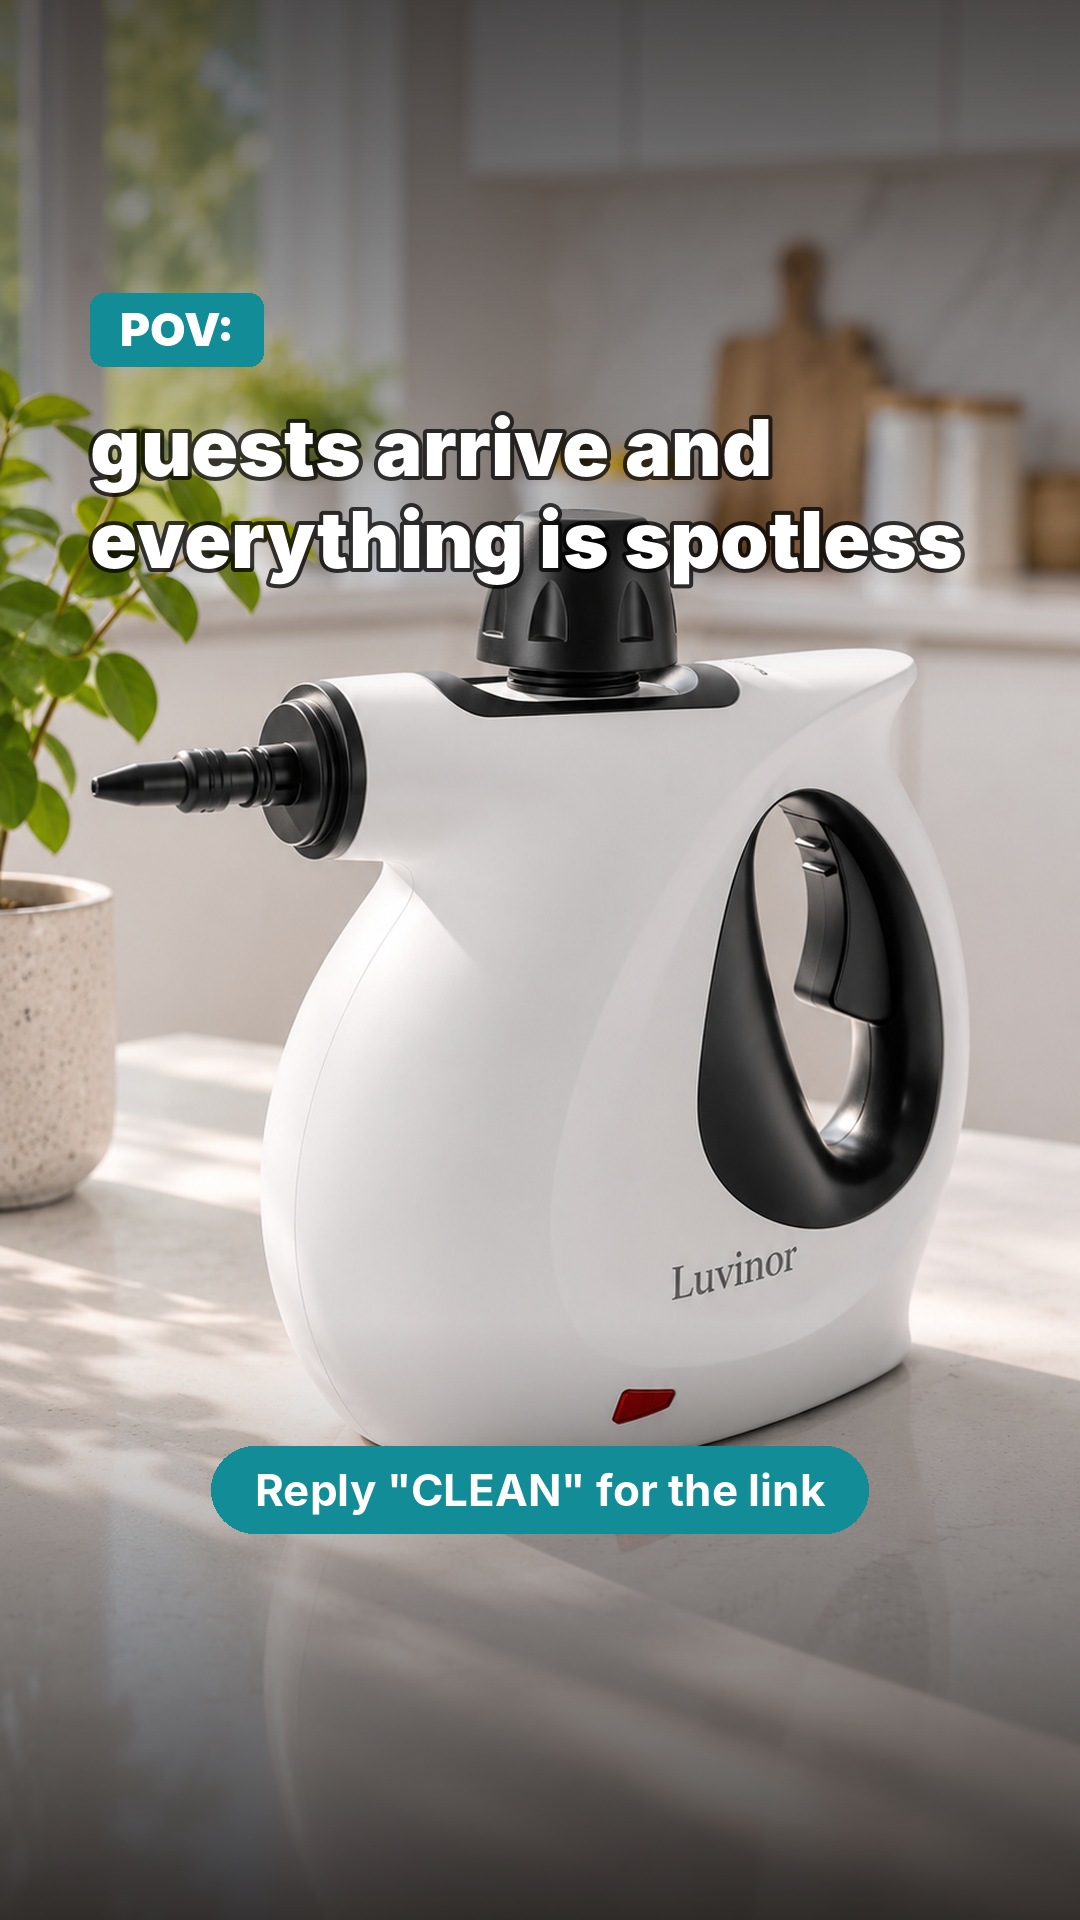 POV:
guests arrive and
everything is spotless
Luvinor
Reply "CLEAN" for the link